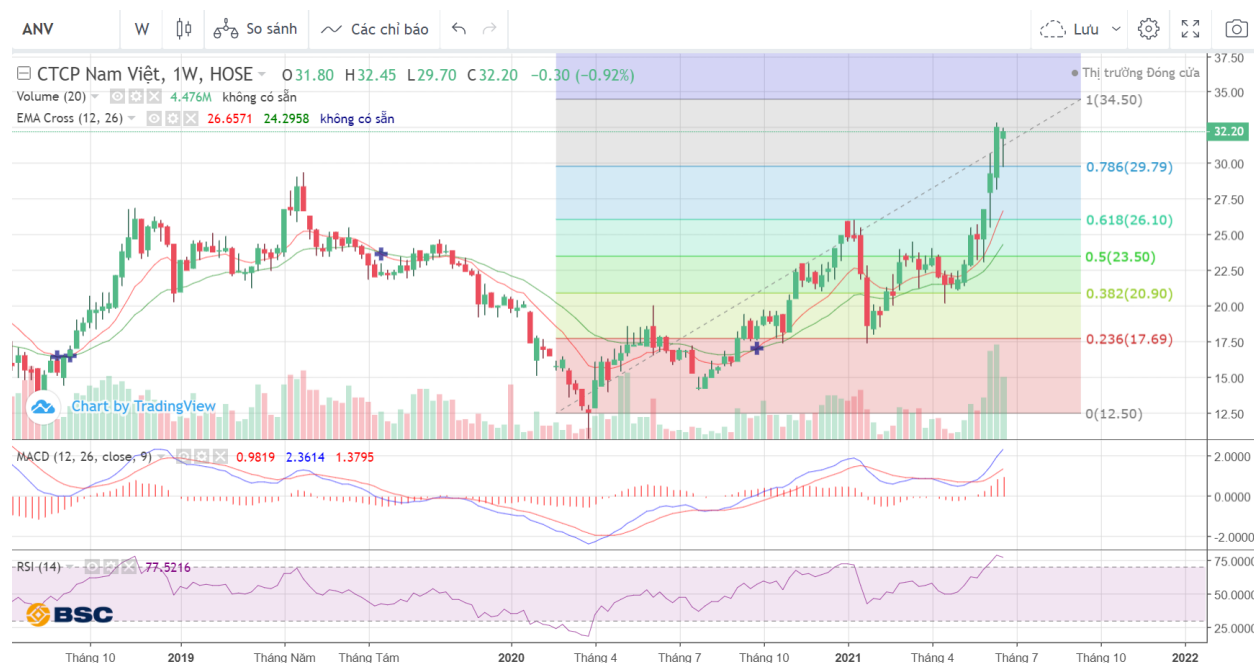 ANV W So sánh Các chỉ báo Lưu
CTCP Nam Việt, 1W, HOSE O31.80 H32.45 L29.70 C32.20 −0.30 (−0.92%)
Thị trường Đóng cửa
Volume (20) 4.476M không có sẵn
EMA Cross (12, 26) 26.6571 24.2958 không có sẵn
1(34.50)
0.786(29.79)
0.618(26.10)
0.5(23.50)
0.382(20.90)
0.236(17.69)
0(12.50)
37.50
35.00
32.20
30.00
27.50
25.00
22.50
20.00
17.50
15.00
12.50
Chart by TradingView
MACD (12, 26, close, 9) 0.9819 2.3614 1.3795
2.0000
0.0000
-2.0000
RSI (14) 77.5216
75.0000
50.0000
25.0000
BSC
Tháng 10 2019 Tháng Năm Tháng Tám 2020 Tháng 4 Tháng 7 Tháng 10 2021 Tháng 4 Tháng 7 Tháng 10 2022